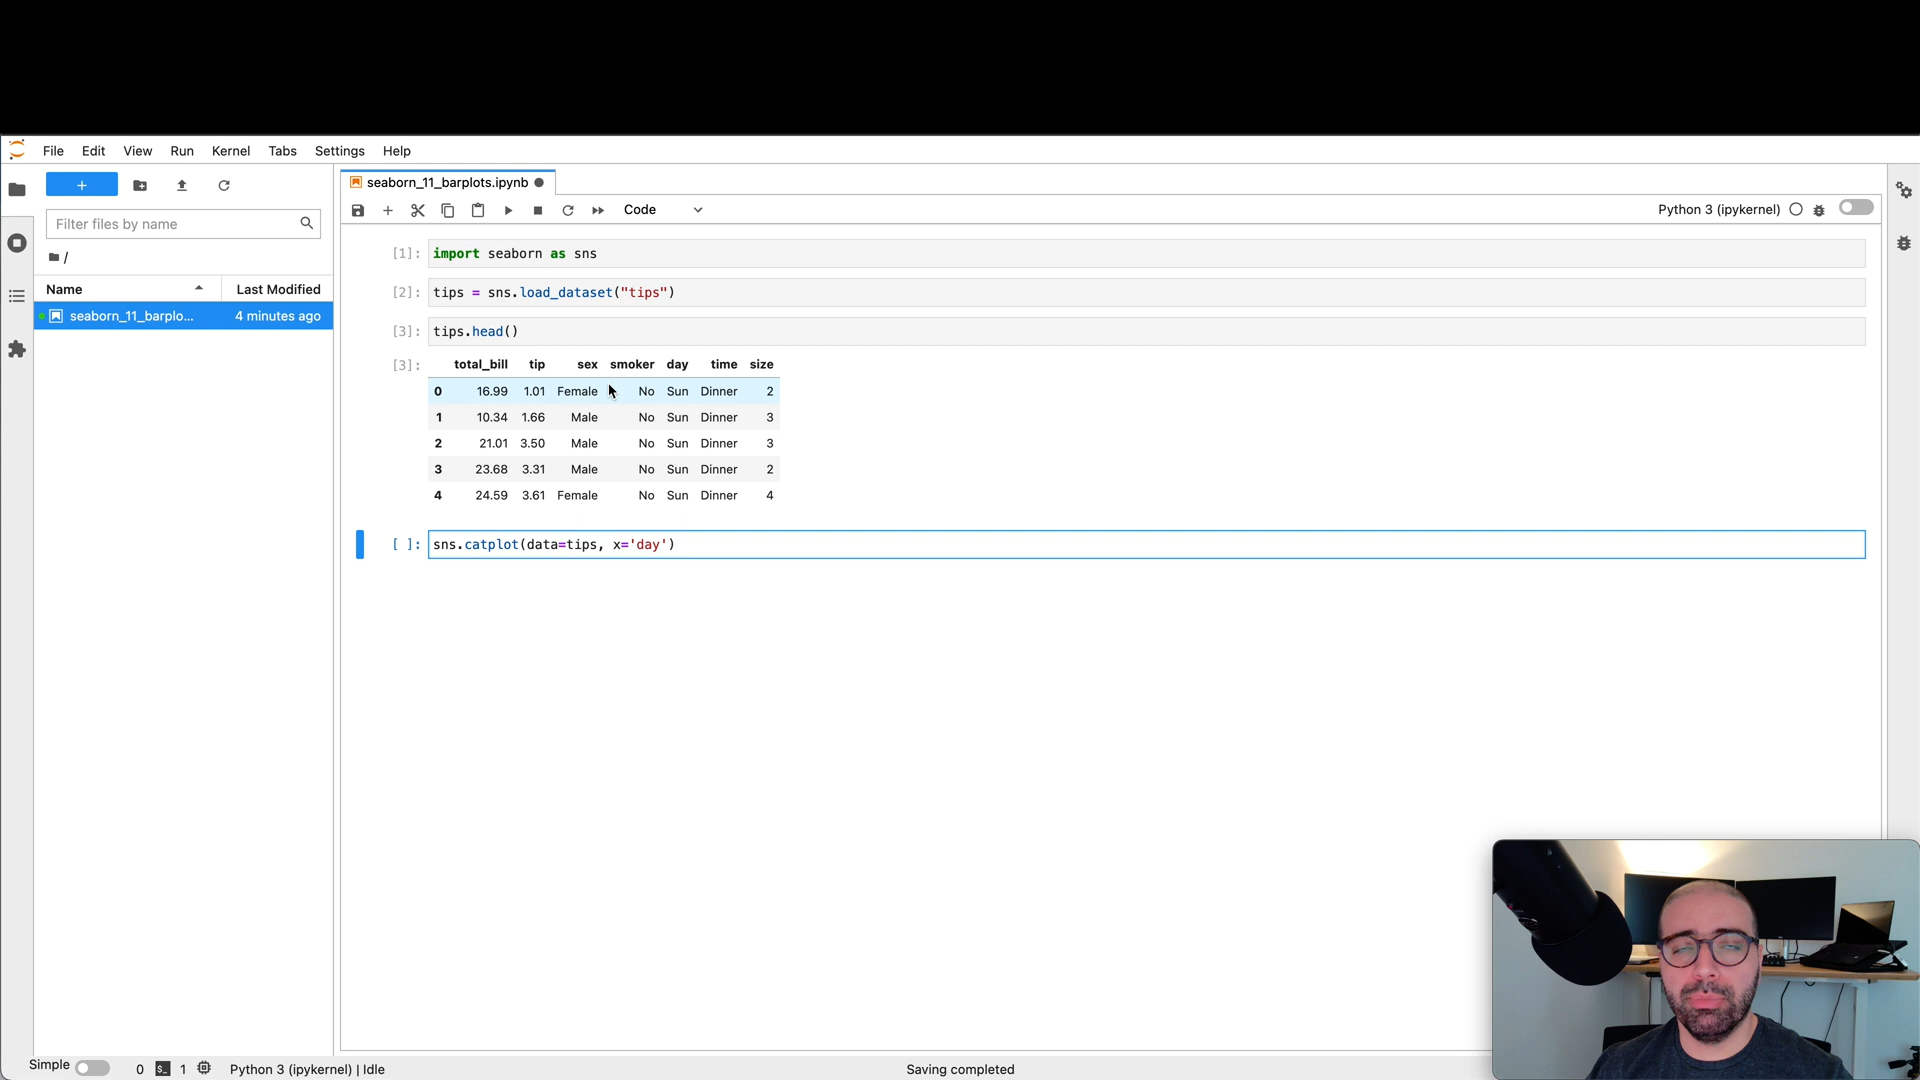 File Edit View Run Kernel Tabs Settings Help
seaborn_11_barplots.ipynb
Code
Python 3 (ipykernel)
Filter files by name
/
Name Last Modified
seaborn_11_barplo... 4 minutes ago
[1]: import seaborn as sns
[2]: tips = sns.load_dataset("tips")
[3]: tips.head()
[3]: total_bill tip sex smoker day time size
0 16.99 1.01 Female No Sun Dinner 2
1 10.34 1.66 Male No Sun Dinner 3
2 21.01 3.50 Male No Sun Dinner 3
3 23.68 3.31 Male No Sun Dinner 2
4 24.59 3.61 Female No Sun Dinner 4
[ ]: sns.catplot(data=tips, x='day')
Simple 0 1 Python 3 (ipykernel) | Idle Saving completed